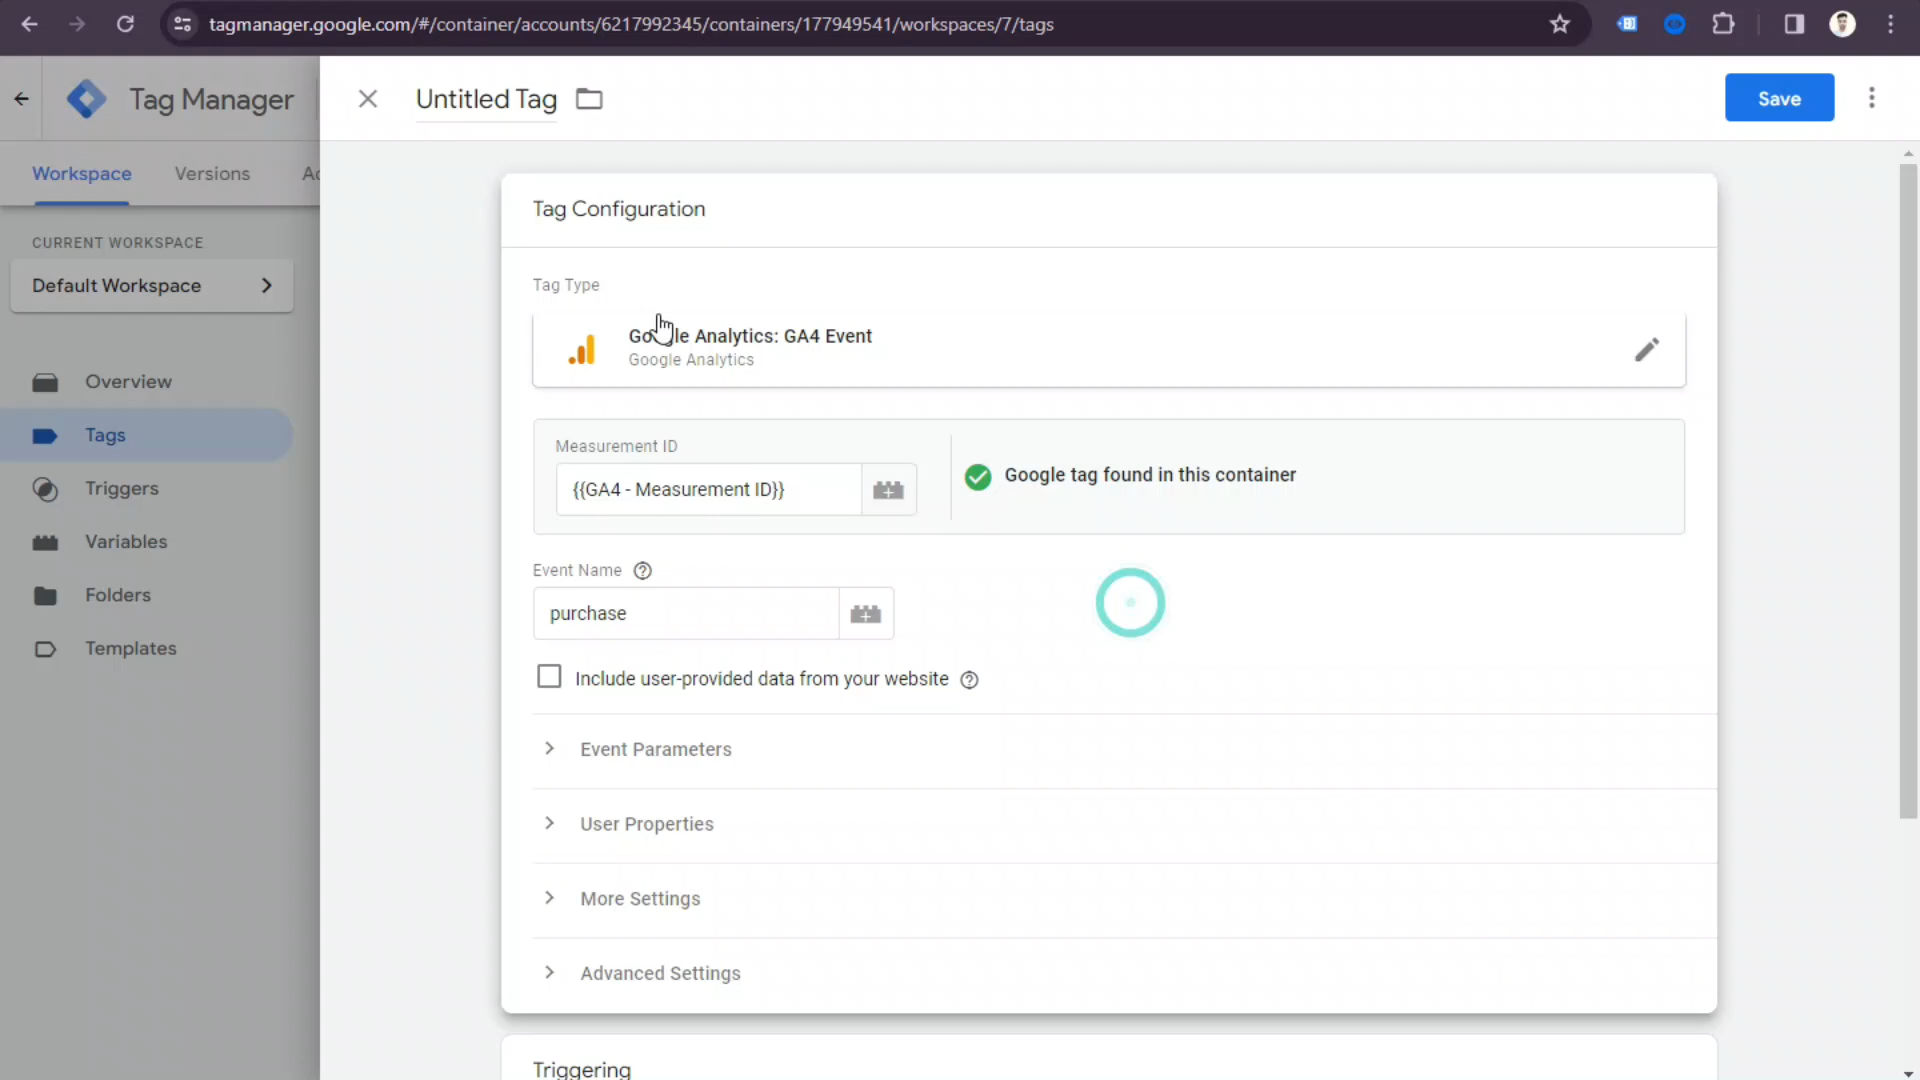 tagmanager.google.com/#/container/accounts/6217992345/containers/177949541/workspaces/7/tags
Tag Manager
Untitled Tag
Save
Workspace
Versions
CURRENT WORKSPACE
Default Workspace
Overview
Tags
Triggers
Variables
Folders
Templates
Tag Configuration
Tag Type
Google Analytics: GA4 Event
Google Analytics
Measurement ID
{{GA4 - Measurement ID}}
Google tag found in this container
Event Name
purchase
Include user-provided data from your website
Event Parameters
User Properties
More Settings
Advanced Settings
Triggering